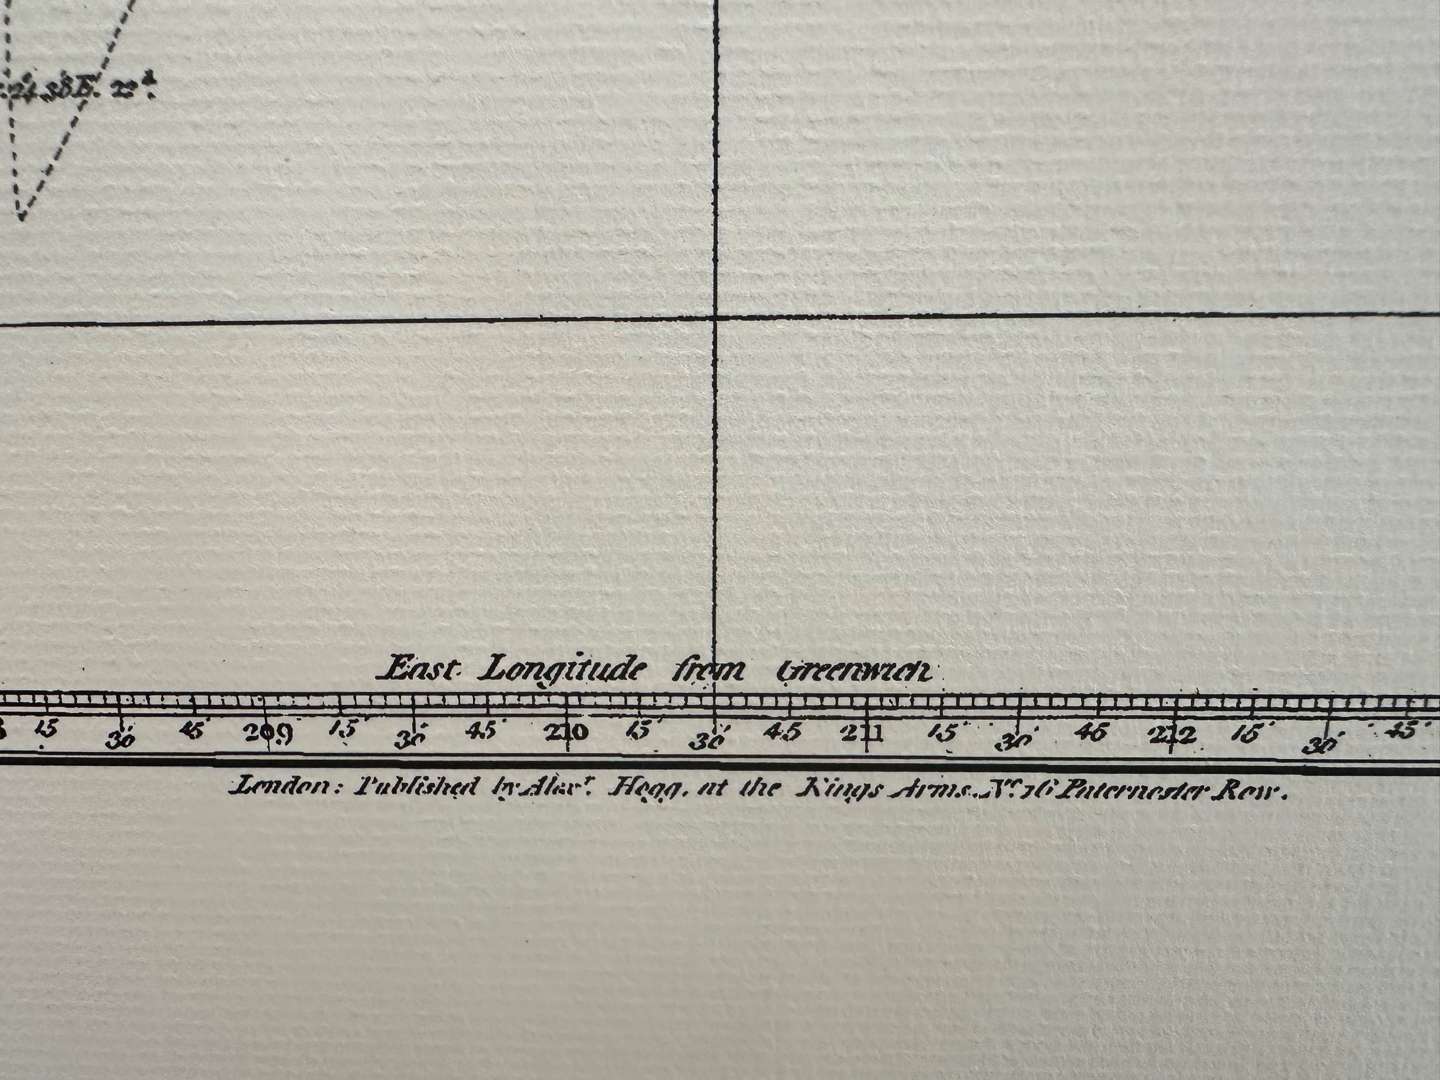 24.38 E. 22d.
East Longitude from Greenwich
15 30 45 209 15 30 45 210 15 30 45 211 15 30 45 212 15 30 45
London: Published by Alexr. Hogg, at the Kings Arms, No. 16 Paternoster Row.